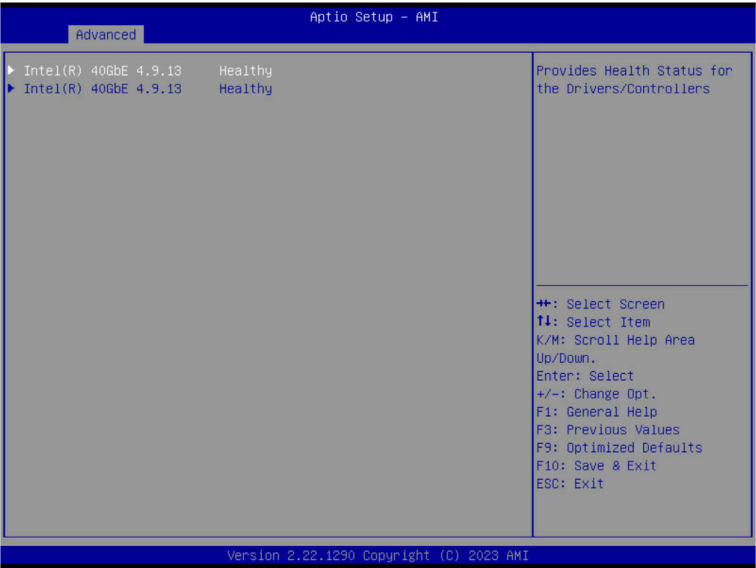 Aptio Setup – AMI
Advanced
Intel(R) 40GbE 4.9.13 Healthy
Intel(R) 40GbE 4.9.13 Healthy
Provides Health Status for
the Drivers/Controllers
→←: Select Screen
↑↓: Select Item
K/M: Scroll Help Area
Up/Down.
Enter: Select
+/-: Change Opt.
F1: General Help
F3: Previous Values
F9: Optimized Defaults
F10: Save & Exit
ESC: Exit
Version 2.22.1290 Copyright (C) 2023 AMI